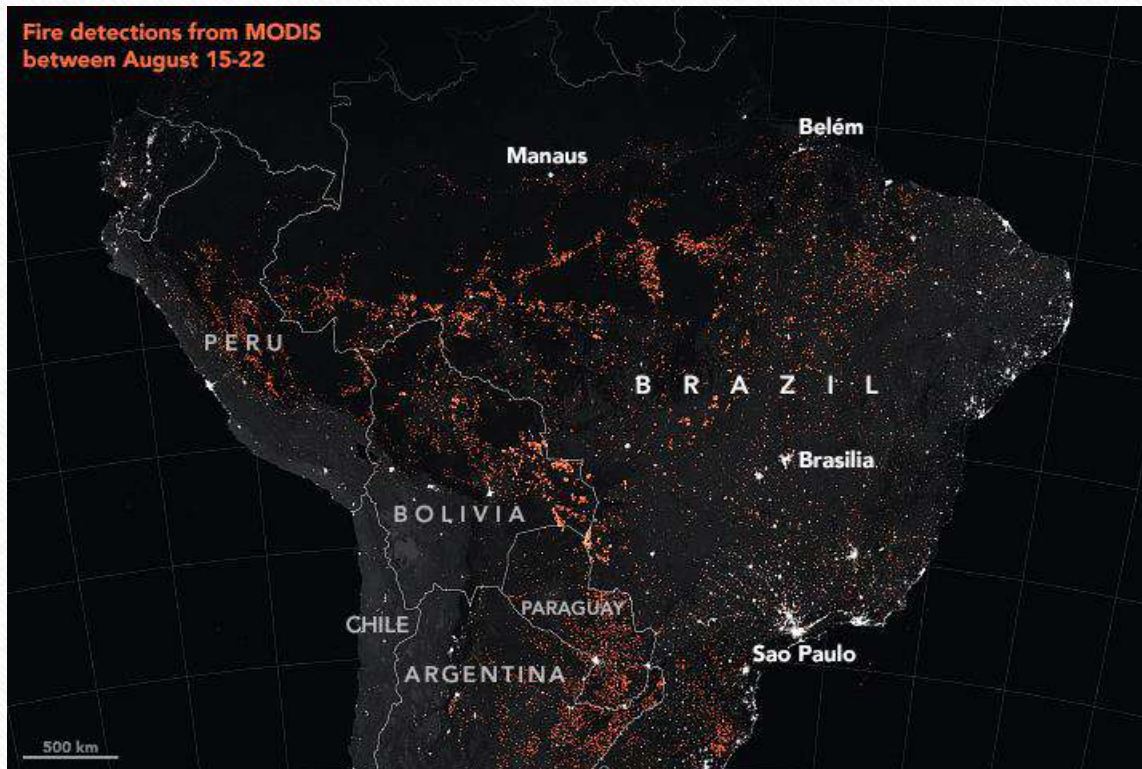 Fire detections from MODIS
between August 15-22
Belém
Manaus
PERU
BRAZIL
Brasilia
BOLIVIA
PARAGUAY
CHILE
Sao Paulo
ARGENTINA
500 km